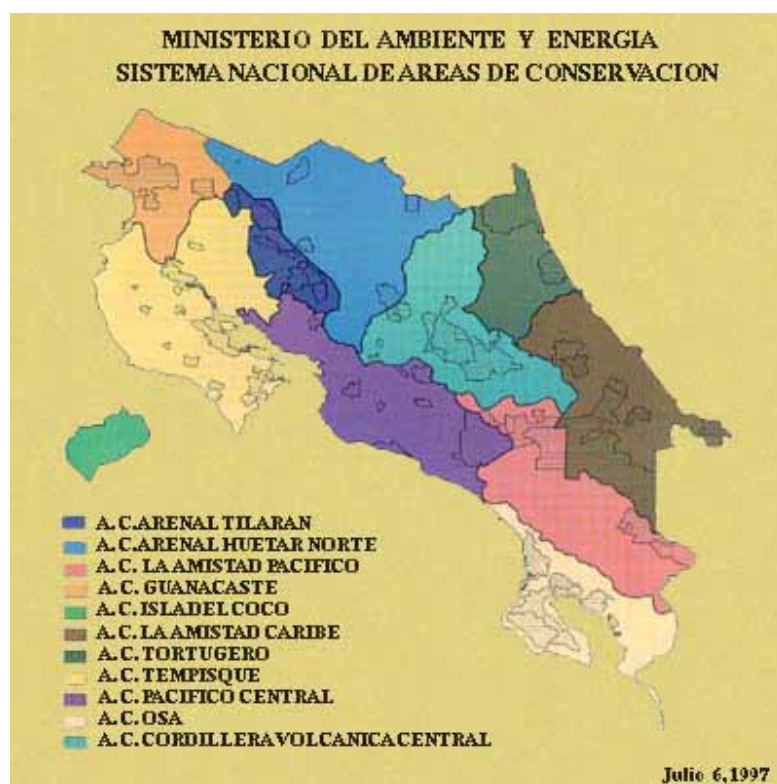 MINISTERIO DEL AMBIENTE Y ENERGIA
SISTEMA NACIONAL DE AREAS DE CONSERVACION
A.C. ARENAL TILARAN
A.C. ARENAL HUETAR NORTE
A.C. LA AMISTAD PACIFICO
A.C. GUANACASTE
A.C. ISLA DEL COCO
A.C. LA AMISTAD CARIBE
A.C. TORTUGERO
A.C. TEMPISQUE
A.C. PACIFICO CENTRAL
A.C. OSA
A.C. CORDILLERA VOLCANICA CENTRAL
Julio 6,1997